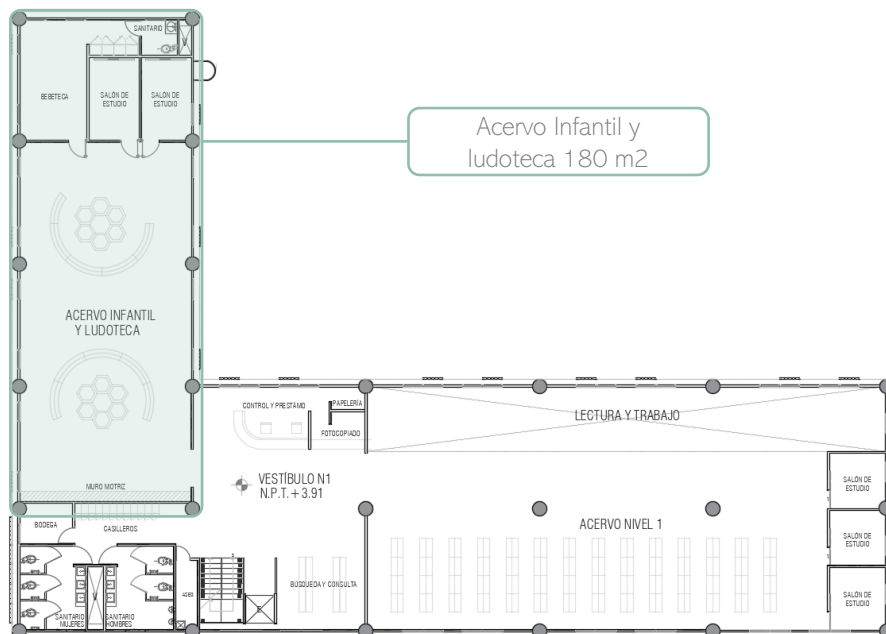 SANITARIO
BEBETECA
SALÓN DE
ESTUDIO
SALÓN DE
ESTUDIO
Acervo Infantil y
ludoteca 180 m2
ACERVO INFANTIL
Y LUDOTECA
CONTROL Y PRÉSTAMO
PAPELERÍA
FOTOCOPIADO
LECTURA Y TRABAJO
VESTÍBULO N1
N.P.T. +3.91
MURO MOTRIZ
SALÓN DE
ESTUDIO
BODEGA
CASILLEROS
ACERVO NIVEL 1
SALÓN DE
ESTUDIO
BÚSQUEDA Y CONSULTA
ASEO
SALÓN DE
ESTUDIO
SANITARIO
MUJERES
SANITARIO
HOMBRES